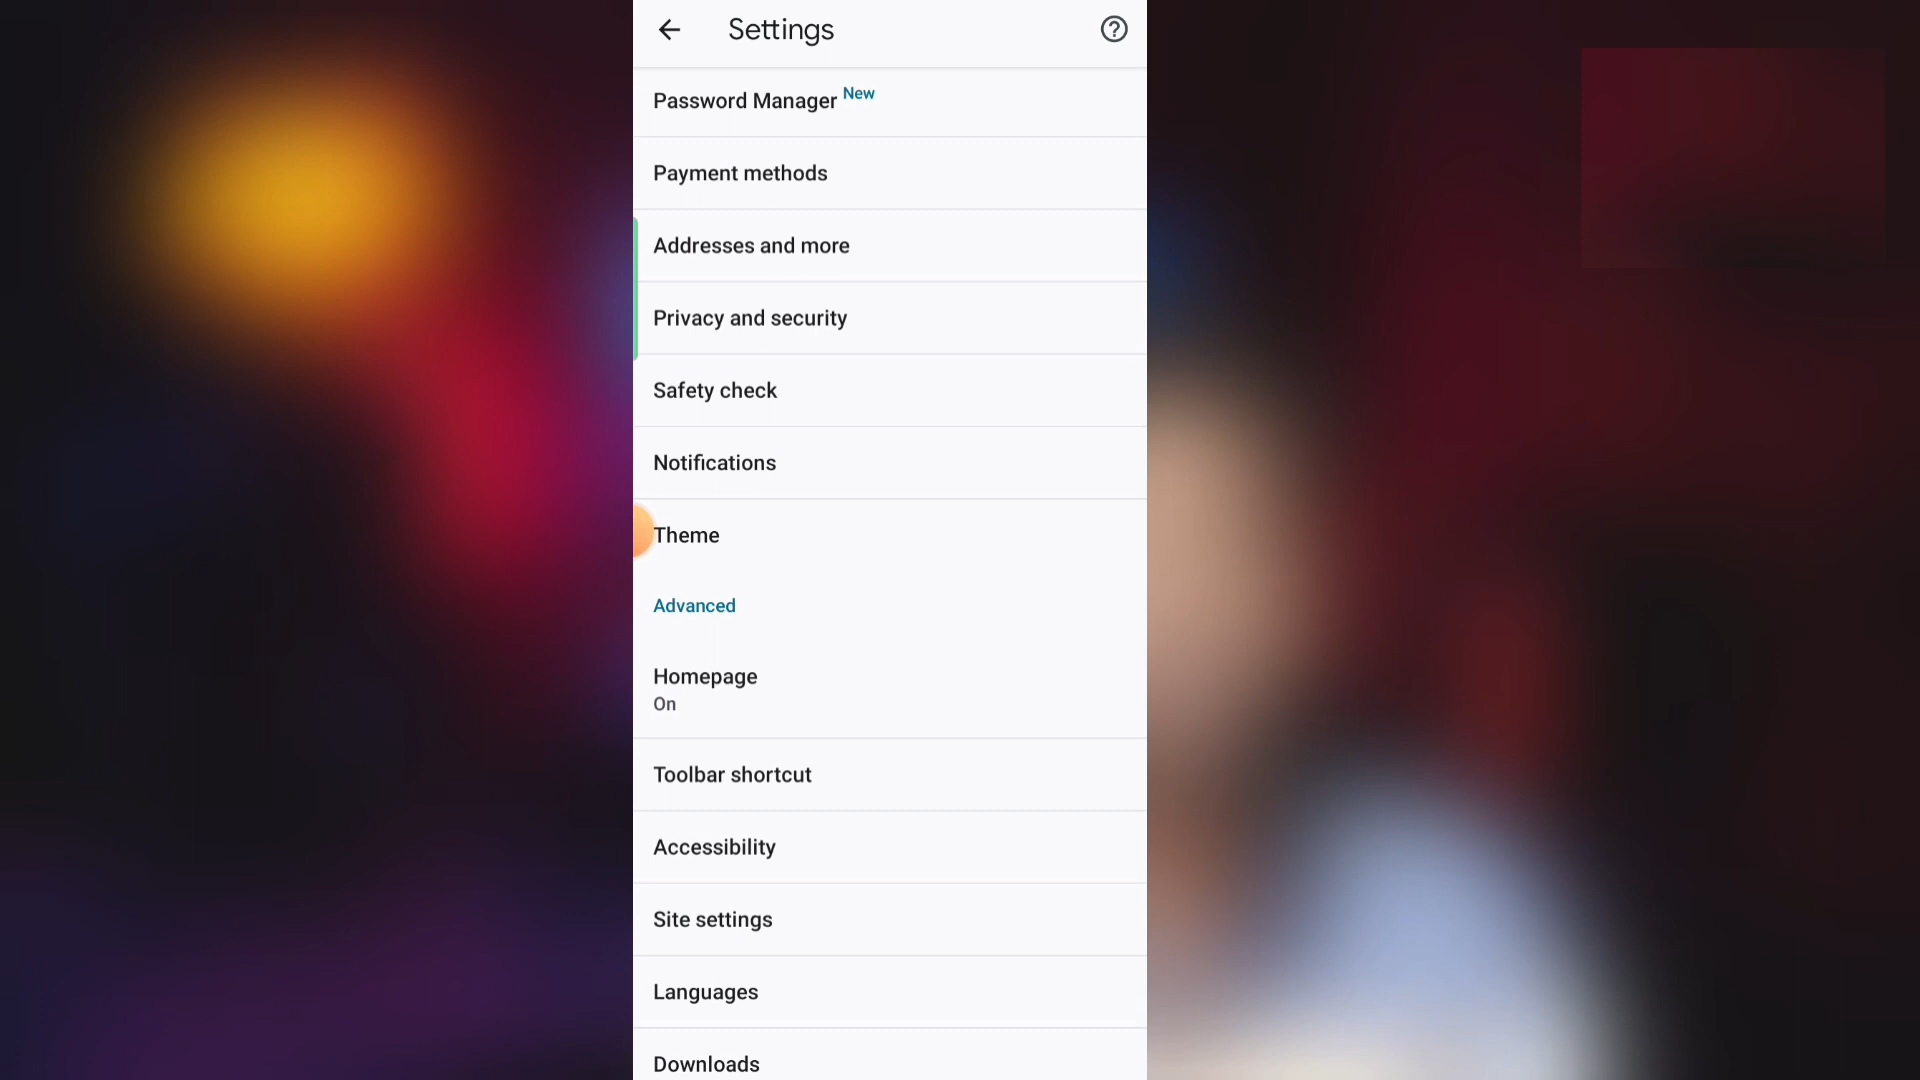 Settings
Password Manager New
Payment methods
Addresses and more
Privacy and security
Safety check
Notifications
Theme
Advanced
Homepage
On
Toolbar shortcut
Accessibility
Site settings
Languages
Downloads